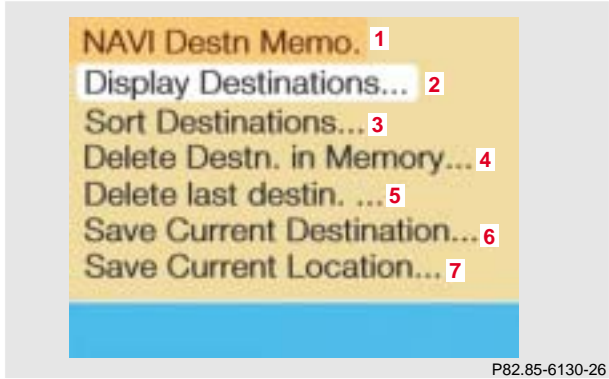 NAVI Destn Memo. 1
Display Destinations... 2
Sort Destinations... 3
Delete Destn. in Memory... 4
Delete last destin. ... 5
Save Current Destination... 6
Save Current Location... 7
P82.85-6130-26